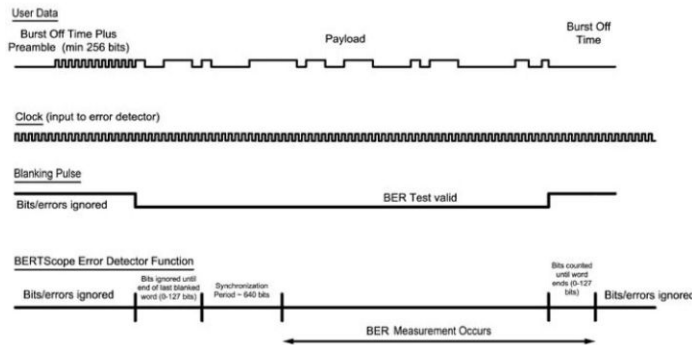 User Data
Burst Off Time Plus
Preamble (min 256 bits)
Payload
Burst Off
Time
Clock (input to error detector)
Blanking Pulse
Bits/errors ignored
BER Test valid
BERTScope Error Detector Function
Bits/errors ignored
Bits ignored until
end of last blanked
word (0-127 bits)
Synchronization
Period ~ 640 bits
Bits counted
until word
ends (0-127
bits)
Bits/errors ignored
BER Measurement Occurs